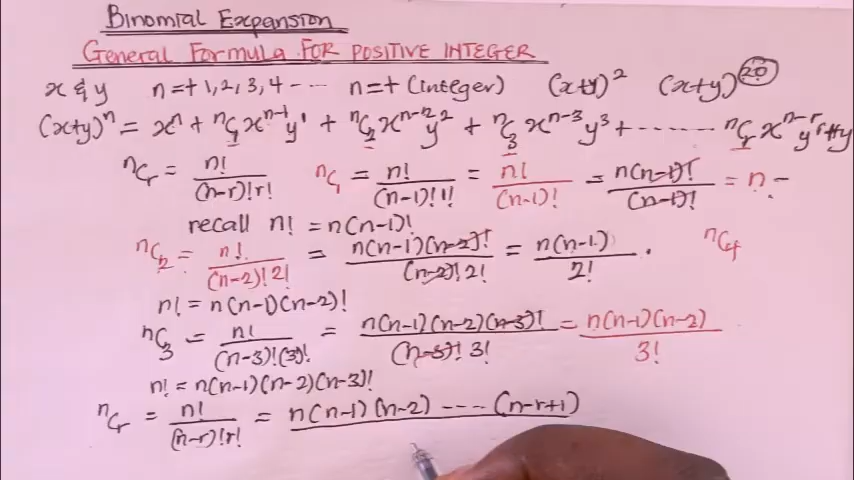 Binomial Expansion
General Formula FOR POSITIVE INTEGER
x & y n=+1,2,3,4---- n=+(integer) (x+y)² (x+y)²⁰
(x+y)ⁿ = xⁿ + ⁿC₁xⁿ⁻¹y¹ + ⁿC₂xⁿ⁻²y² + ⁿC₃xⁿ⁻³y³ + ------- ⁿCᵣxⁿ⁻ʳyʳ
ⁿCᵣ = n!/(n-r)!r! ⁿC₁ = n!/(n-1)!1! = n!/(n-1)! = n(n-1)!/(n-1)! = n
recall n! = n(n-1)!
ⁿC₂ = n!/(n-2)!2! = n(n-1)(n-2)!/(n-2)!2! = n(n-1)/2! . ⁿC₄
n! = n(n-1)(n-2)!
ⁿC₃ = n!/(n-3)!(3)! = n(n-1)(n-2)(n-3)!/(n-3)!3! = n(n-1)(n-2)/3!
n! = n(n-1)(n-2)(n-3)!
ⁿCᵣ = n!/(n-r)!r! = n(n-1)(n-2)----(n-r+1)